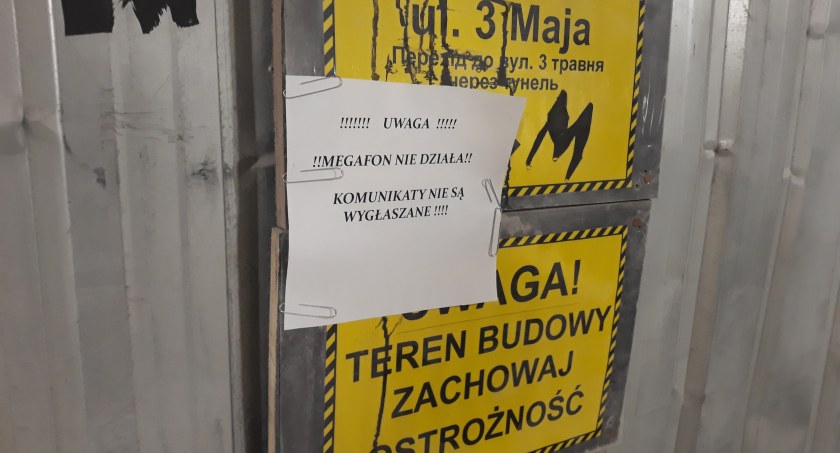 ul. 3 Maja
Перехід до вул. 3 травня
через тунель
!!!!!!! UWAGA !!!!!
!!MEGAFON NIE DZIAŁA!!
KOMUNIKATY NIE SĄ
WYGŁASZANE !!!!
UWAGA!
TEREN BUDOWY
ZACHOWAJ
OSTROŻNOŚĆ